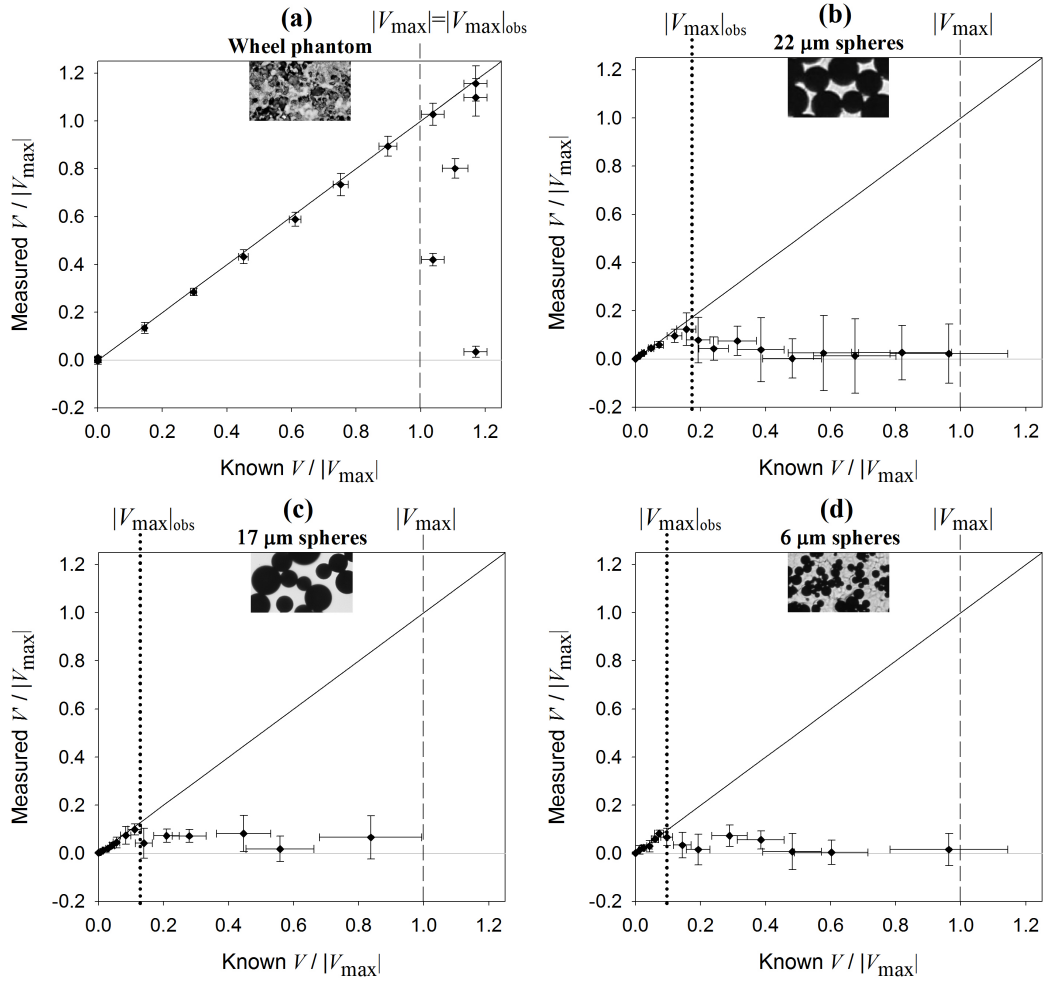 (a)
|Vmax|=|Vmax|obs
Wheel phantom
1.2
1.0
0.8
0.6
0.4
0.2
0.0
-0.2
Measured V' / |Vmax|
0.0 0.2 0.4 0.6 0.8 1.0 1.2
Known V / |Vmax|
(b)
|Vmax|obs |Vmax|
22 µm spheres
1.2
1.0
0.8
0.6
0.4
0.2
0.0
-0.2
Measured V' / |Vmax|
0.0 0.2 0.4 0.6 0.8 1.0 1.2
Known V / |Vmax|
(c)
|Vmax|obs |Vmax|
17 µm spheres
1.2
1.0
0.8
0.6
0.4
0.2
0.0
-0.2
Measured V' / |Vmax|
0.0 0.2 0.4 0.6 0.8 1.0 1.2
Known V / |Vmax|
(d)
|Vmax|obs |Vmax|
6 µm spheres
1.2
1.0
0.8
0.6
0.4
0.2
0.0
-0.2
Measured V' / |Vmax|
0.0 0.2 0.4 0.6 0.8 1.0 1.2
Known V / |Vmax|